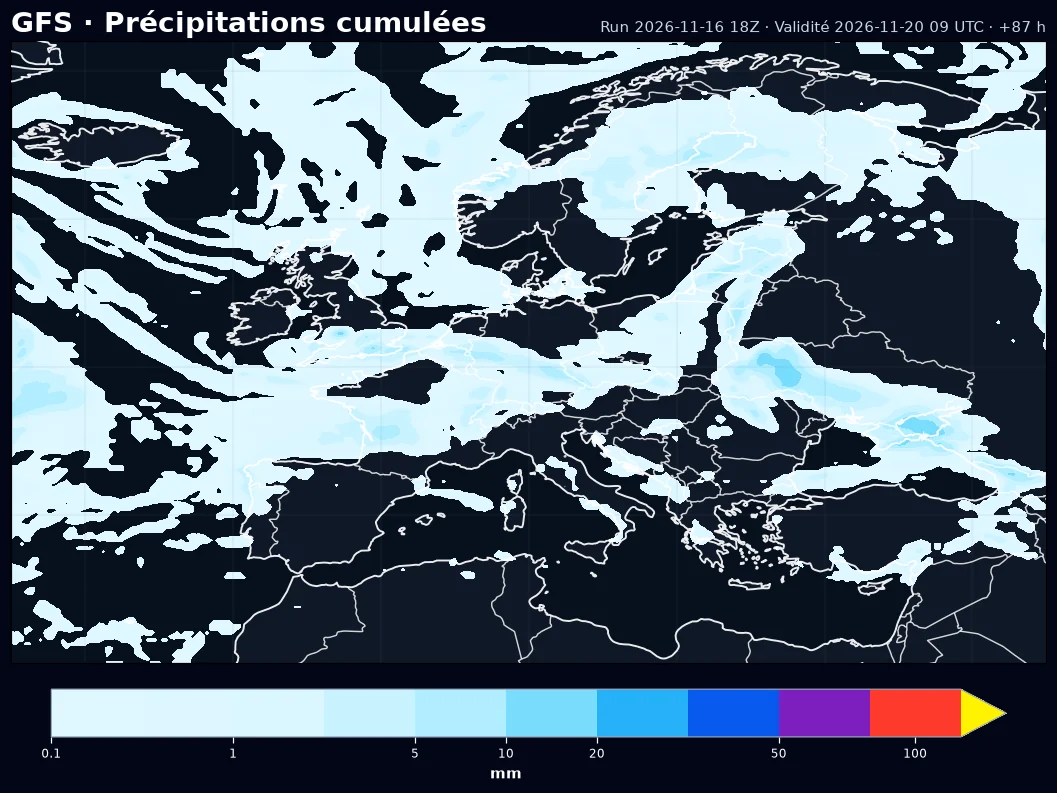 GFS · Précipitations cumulées
Run 2026-11-16 18Z · Validité 2026-11-20 09 UTC · +87 h
0.1 1 5 10 20 50 100
mm